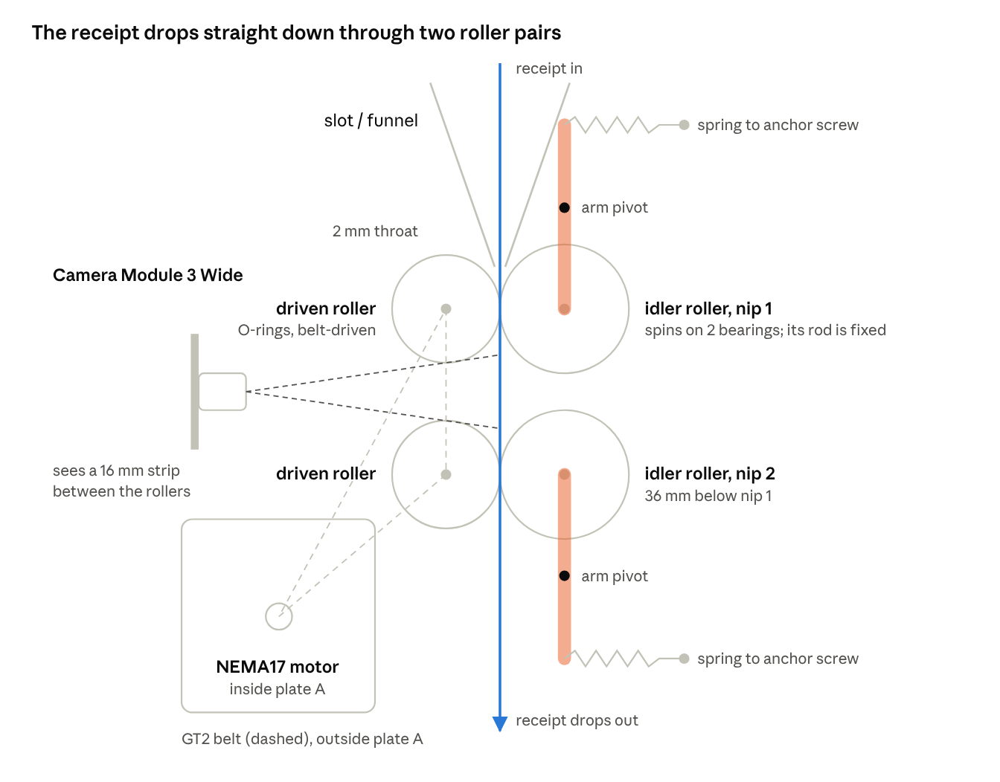 The receipt drops straight down through two roller pairs
receipt in
slot / funnel
spring to anchor screw
arm pivot
2 mm throat
Camera Module 3 Wide
driven roller
O-rings, belt-driven
idler roller, nip 1
spins on 2 bearings; its rod is fixed
sees a 16 mm strip
between the rollers
driven roller
idler roller, nip 2
36 mm below nip 1
arm pivot
NEMA17 motor
inside plate A
spring to anchor screw
receipt drops out
GT2 belt (dashed), outside plate A